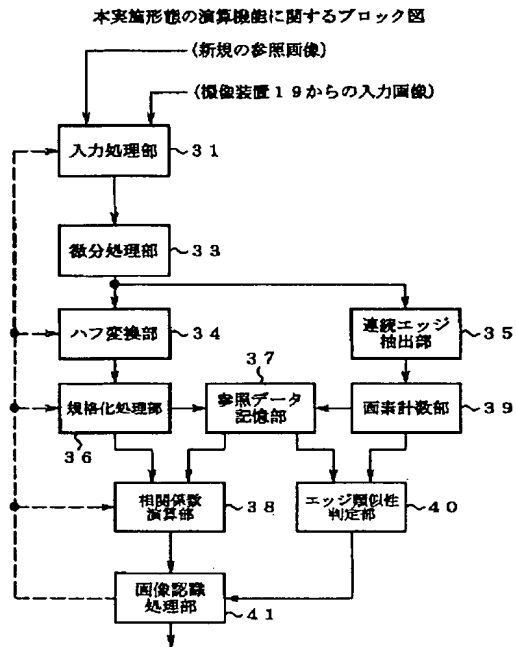 本実施形態の演算機能に関するブロック図
(新規の参照画像)
(撮像装置19からの入力画像)
入力処理部
31
微分処理部
33
ハフ変換部
34
連続エッジ
抽出部
35
37
規格化処理部
36
参照データ
記憶部
画素計数部
39
相関係数
演算部
38
エッジ類似性
判定部
40
画像認識
処理部
41